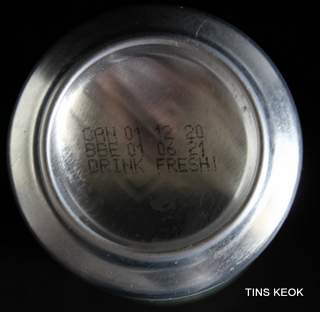 CAN 01 12 20
BBE 01 06 21
DRINK FRESH!
TINS KEOK